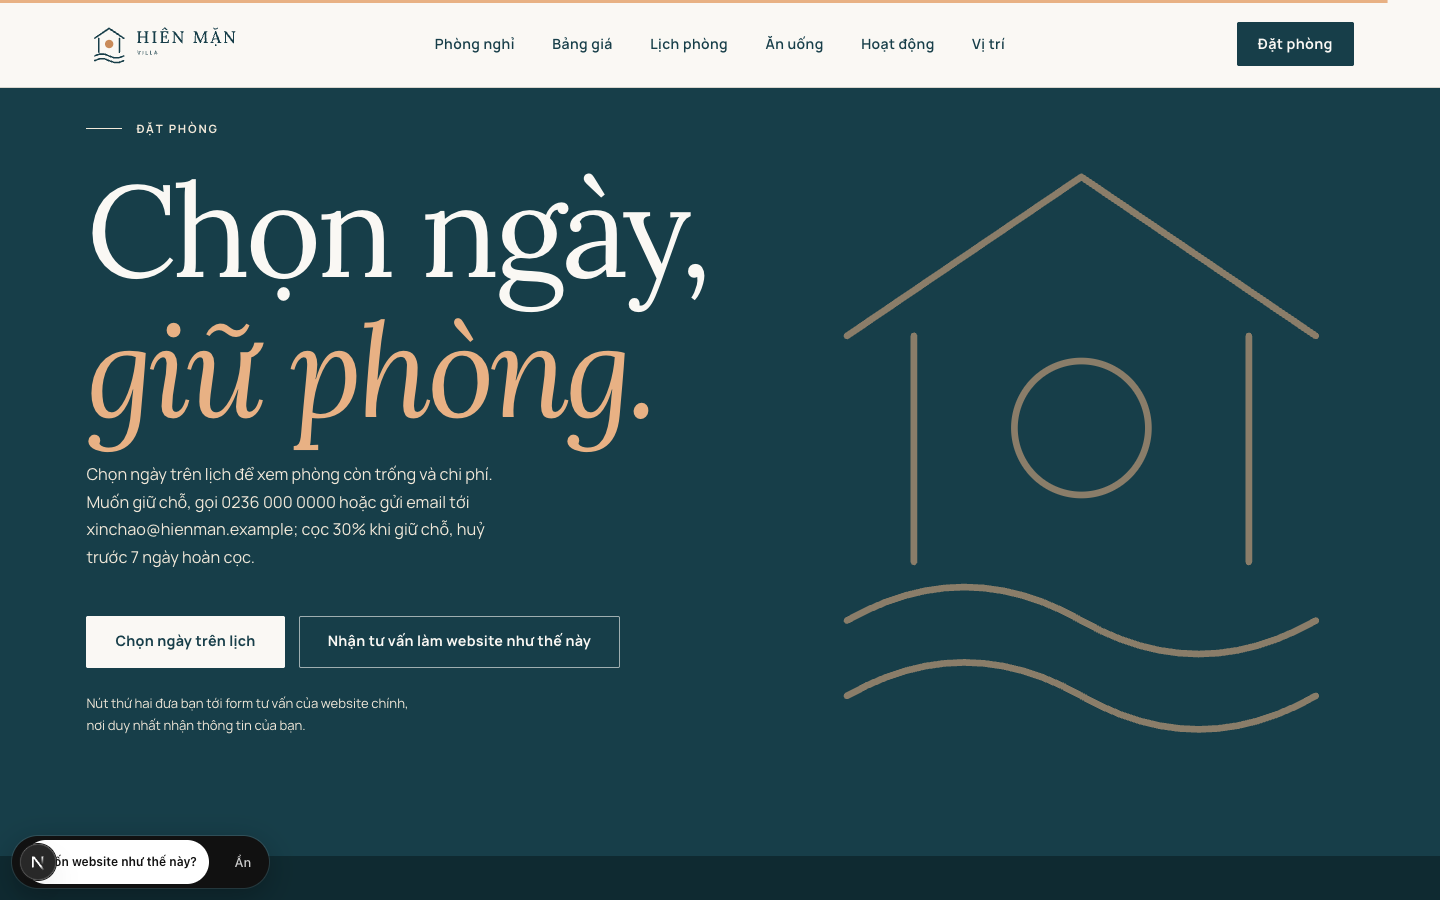 HIÊN MẶN
VILLA
Phòng nghỉ
Bảng giá
Lịch phòng
Ăn uống
Hoạt động
Vị trí
Đặt phòng
ĐẶT PHÒNG
Chọn ngày,
giữ phòng.
Chọn ngày trên lịch để xem phòng còn trống và chi phí.
Muốn giữ chỗ, gọi 0236 000 0000 hoặc gửi email tới
xinchao@hienman.example; cọc 30% khi giữ chỗ, huỷ
trước 7 ngày hoàn cọc.
Chọn ngày trên lịch
Nhận tư vấn làm website như thế này
Nút thứ hai đưa bạn tới form tư vấn của website chính,
nơi duy nhất nhận thông tin của bạn.
N
website như thế này?
Ẩn